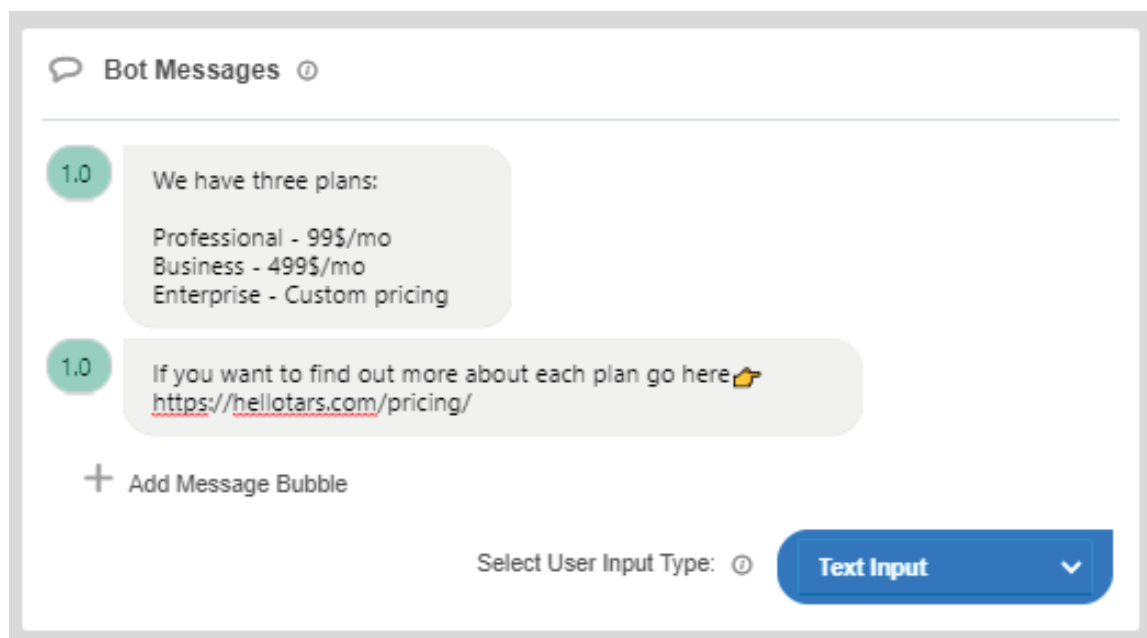 Bot Messages
1.0
We have three plans:
Professional - 99$/mo
Business - 499$/mo
Enterprise - Custom pricing
1.0
If you want to find out more about each plan go here👉
https://hellotars.com/pricing/
Add Message Bubble
Select User Input Type:
Text Input